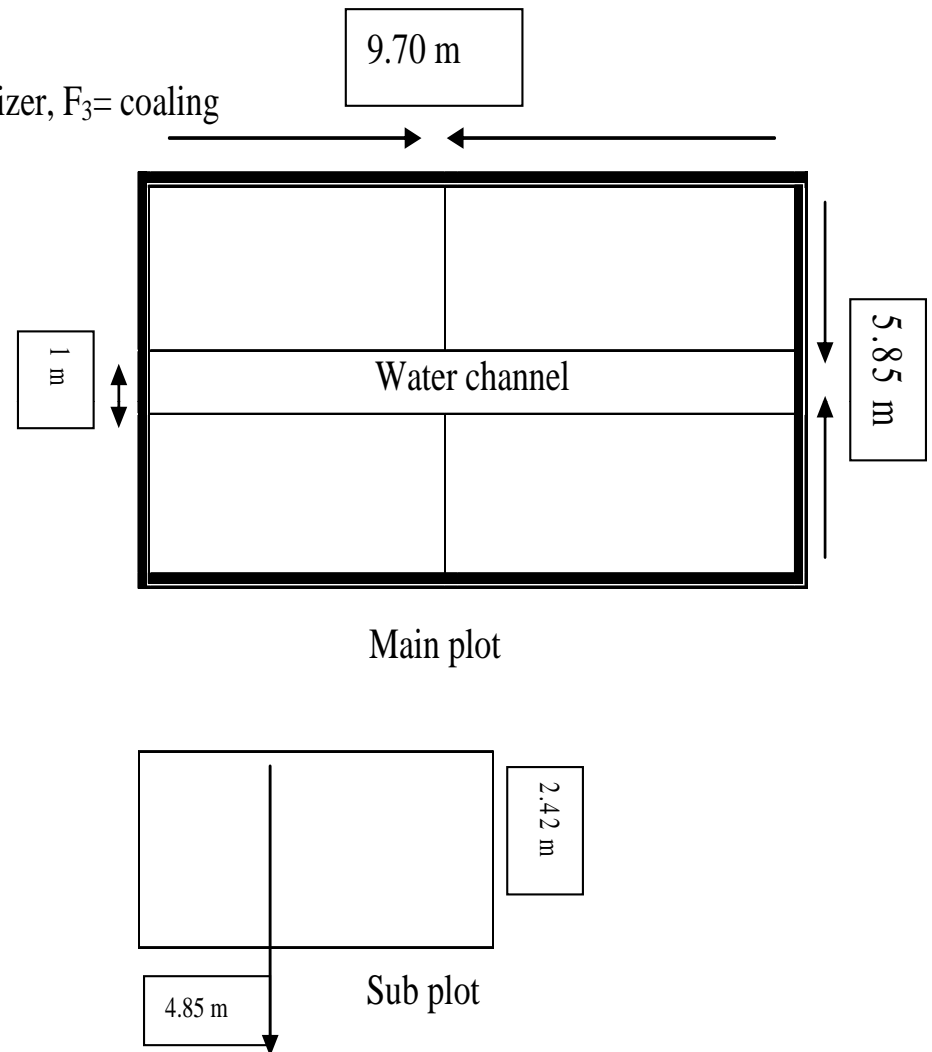 9.70 m
izer, F₃= coaling
1 m
Water channel
5.85 m
Main plot
2.42 m
4.85 m
Sub plot